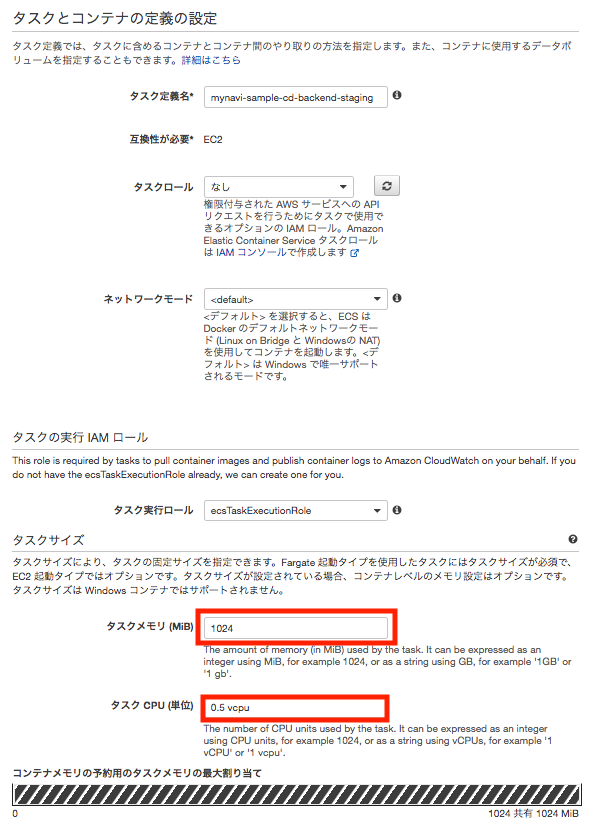 タスクとコンテナの定義の設定
タスク定義では、タスクに含めるコンテナとコンテナ間のやり取りの方法を指定します。また、コンテナに使用するデータボ
リュームを指定することもできます。詳細はこちら
タスク定義名* mynavi-sample-cd-backend-staging
互換性が必要* EC2
タスクロール なし
権限付与された AWS サービスへの API
リクエストを行うためにタスクで使用で
きるオプションの IAM ロール。Amazon
Elastic Container Service タスクロール
は IAM コンソールで作成します
ネットワークモード <default>
<デフォルト> を選択すると、ECS は
Docker のデフォルトネットワークモー
ド (Linux on Bridge と Windowsの NAT)
を使用してコンテナを起動します。<デ
フォルト> は Windows で唯一サポート
されるモードです。
タスクの実行 IAM ロール
This role is required by tasks to pull container images and publish container logs to Amazon CloudWatch on your behalf. If you
do not have the ecsTaskExecutionRole already, we can create one for you.
タスク実行ロール ecsTaskExecutionRole
タスクサイズ
タスクサイズにより、タスクの固定サイズを指定できます。Fargate 起動タイプを使用したタスクにはタスクサイズが必須で、
EC2 起動タイプではオプションです。タスクサイズが設定されている場合、コンテナレベルのメモリ設定はオプションです。
タスクサイズは Windows コンテナではサポートされません。
タスクメモリ (MiB) 1024
The amount of memory (in MiB) used by the task. It can be expressed as an
integer using MiB, for example 1024, or as a string using GB, for example '1GB' or
'1 gb'.
タスク CPU (単位) 0.5 vcpu
The number of CPU units used by the task. It can be expressed as an integer
using CPU units, for example 1024, or as a string using vCPUs, for example '1
vCPU' or '1 vcpu'.
コンテナメモリの予約用のタスクメモリの最大割り当て
0 1024 共有 1024 MiB